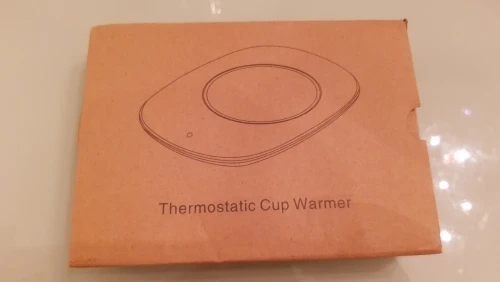 Thermostatic Cup Warmer